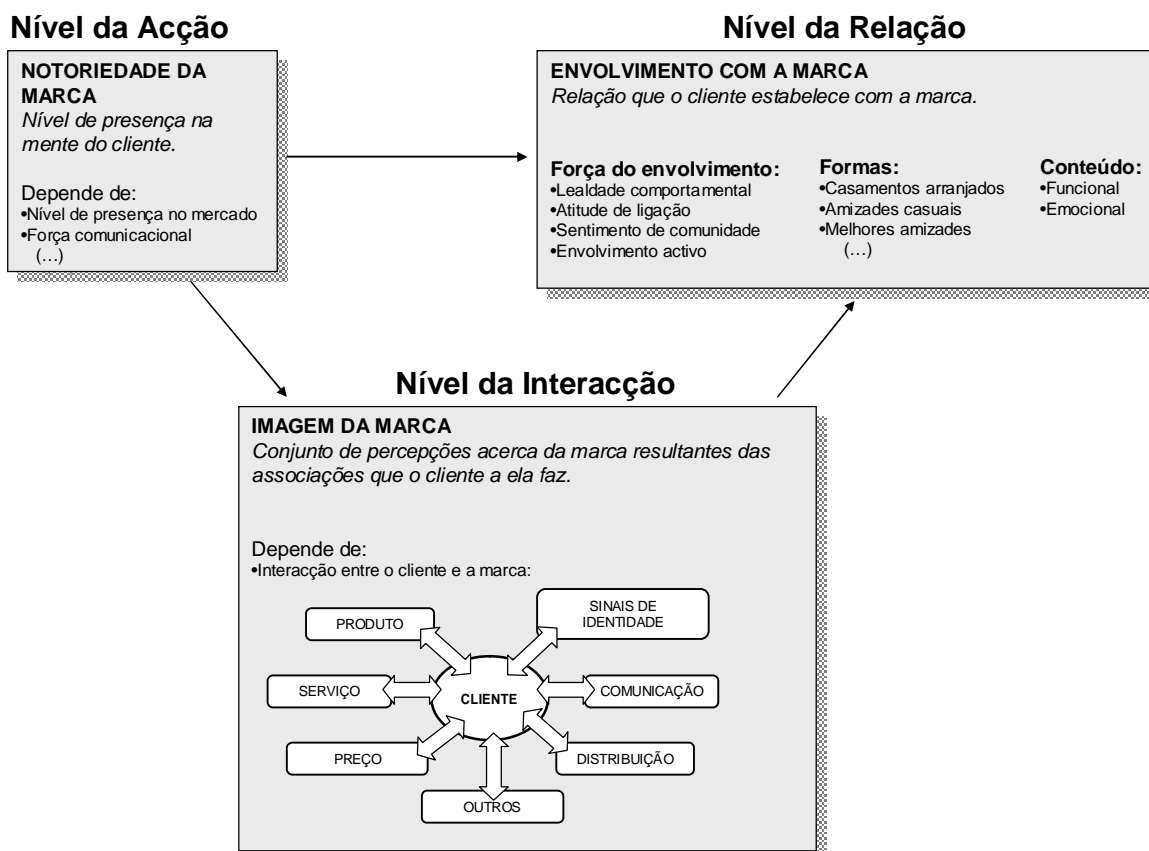 Nível da Acção
NOTORIEDADE DA
MARCA
Nível de presença na
mente do cliente.
Depende de:
•Nível de presença no mercado
•Força comunicacional
(…)
Nível da Relação
ENVOLVIMENTO COM A MARCA
Relação que o cliente estabelece com a marca.
Força do envolvimento:
•Lealdade comportamental
•Atitude de ligação
•Sentimento de comunidade
•Envolvimento activo
Formas:
•Casamentos arranjados
•Amizades casuais
•Melhores amizades
(…)
Conteúdo:
•Funcional
•Emocional
Nível da Interacção
IMAGEM DA MARCA
Conjunto de percepções acerca da marca resultantes das
associações que o cliente a ela faz.
Depende de:
•Interacção entre o cliente e a marca:
PRODUTO
SINAIS DE
IDENTIDADE
SERVIÇO
CLIENTE
COMUNICAÇÃO
PREÇO
DISTRIBUIÇÃO
OUTROS